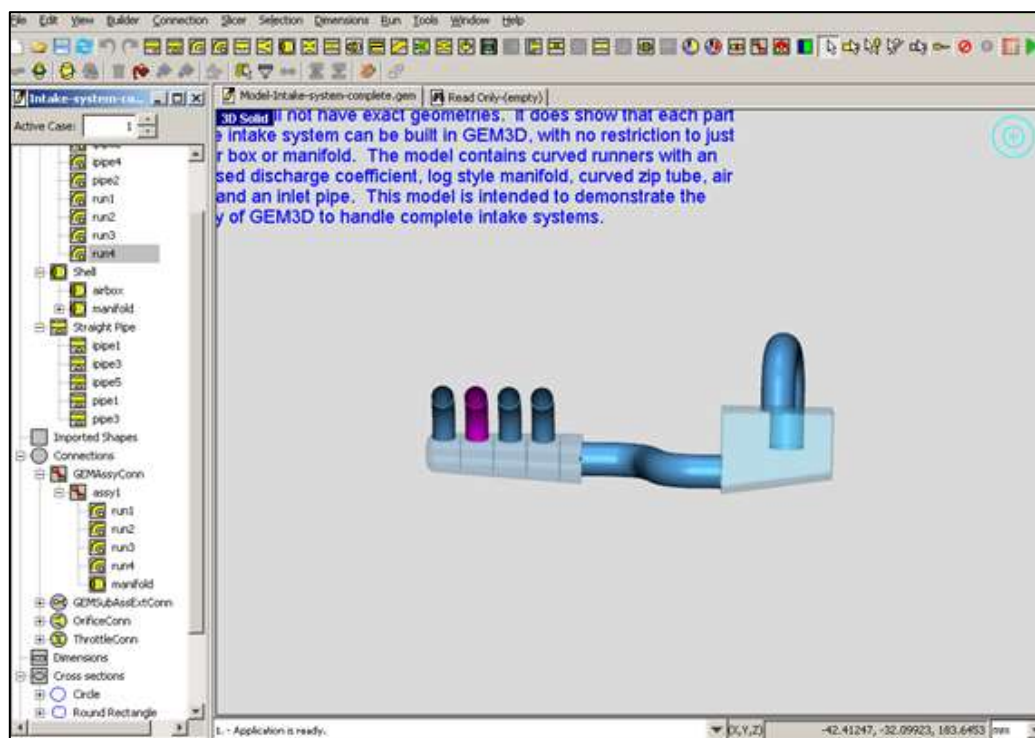 File Edit View Builder Connection Slicer Selection Dimensions Run Tools Window Help
Intake-system-co...
Model-Intake-system-complete.gem
Read Only-(empty)
Active Case: 1
3D Solid
ll not have exact geometries. It does show that each part
e intake system can be built in GEM3D, with no restriction to just
r box or manifold. The model contains curved runners with an
sed discharge coefficient, log style manifold, curved zip tube, air
and an inlet pipe. This model is intended to demonstrate the
y of GEM3D to handle complete intake systems.
ipipe4
pipe2
run1
run2
run3
run4
Shell
airbox
manifold
Straight Pipe
ipipe1
ipipe3
ipipe5
pipe1
pipe3
Imported Shapes
Connections
GEMAssyConn
assy1
run1
run2
run3
run4
manifold
GEMSubAssExtConn
OrificeConn
ThrottleConn
Dimensions
Cross sections
Circle
Round Rectangle
1. - Application is ready.
(X,Y,Z)
-42.41247, -32.09923, 183.6453
mm